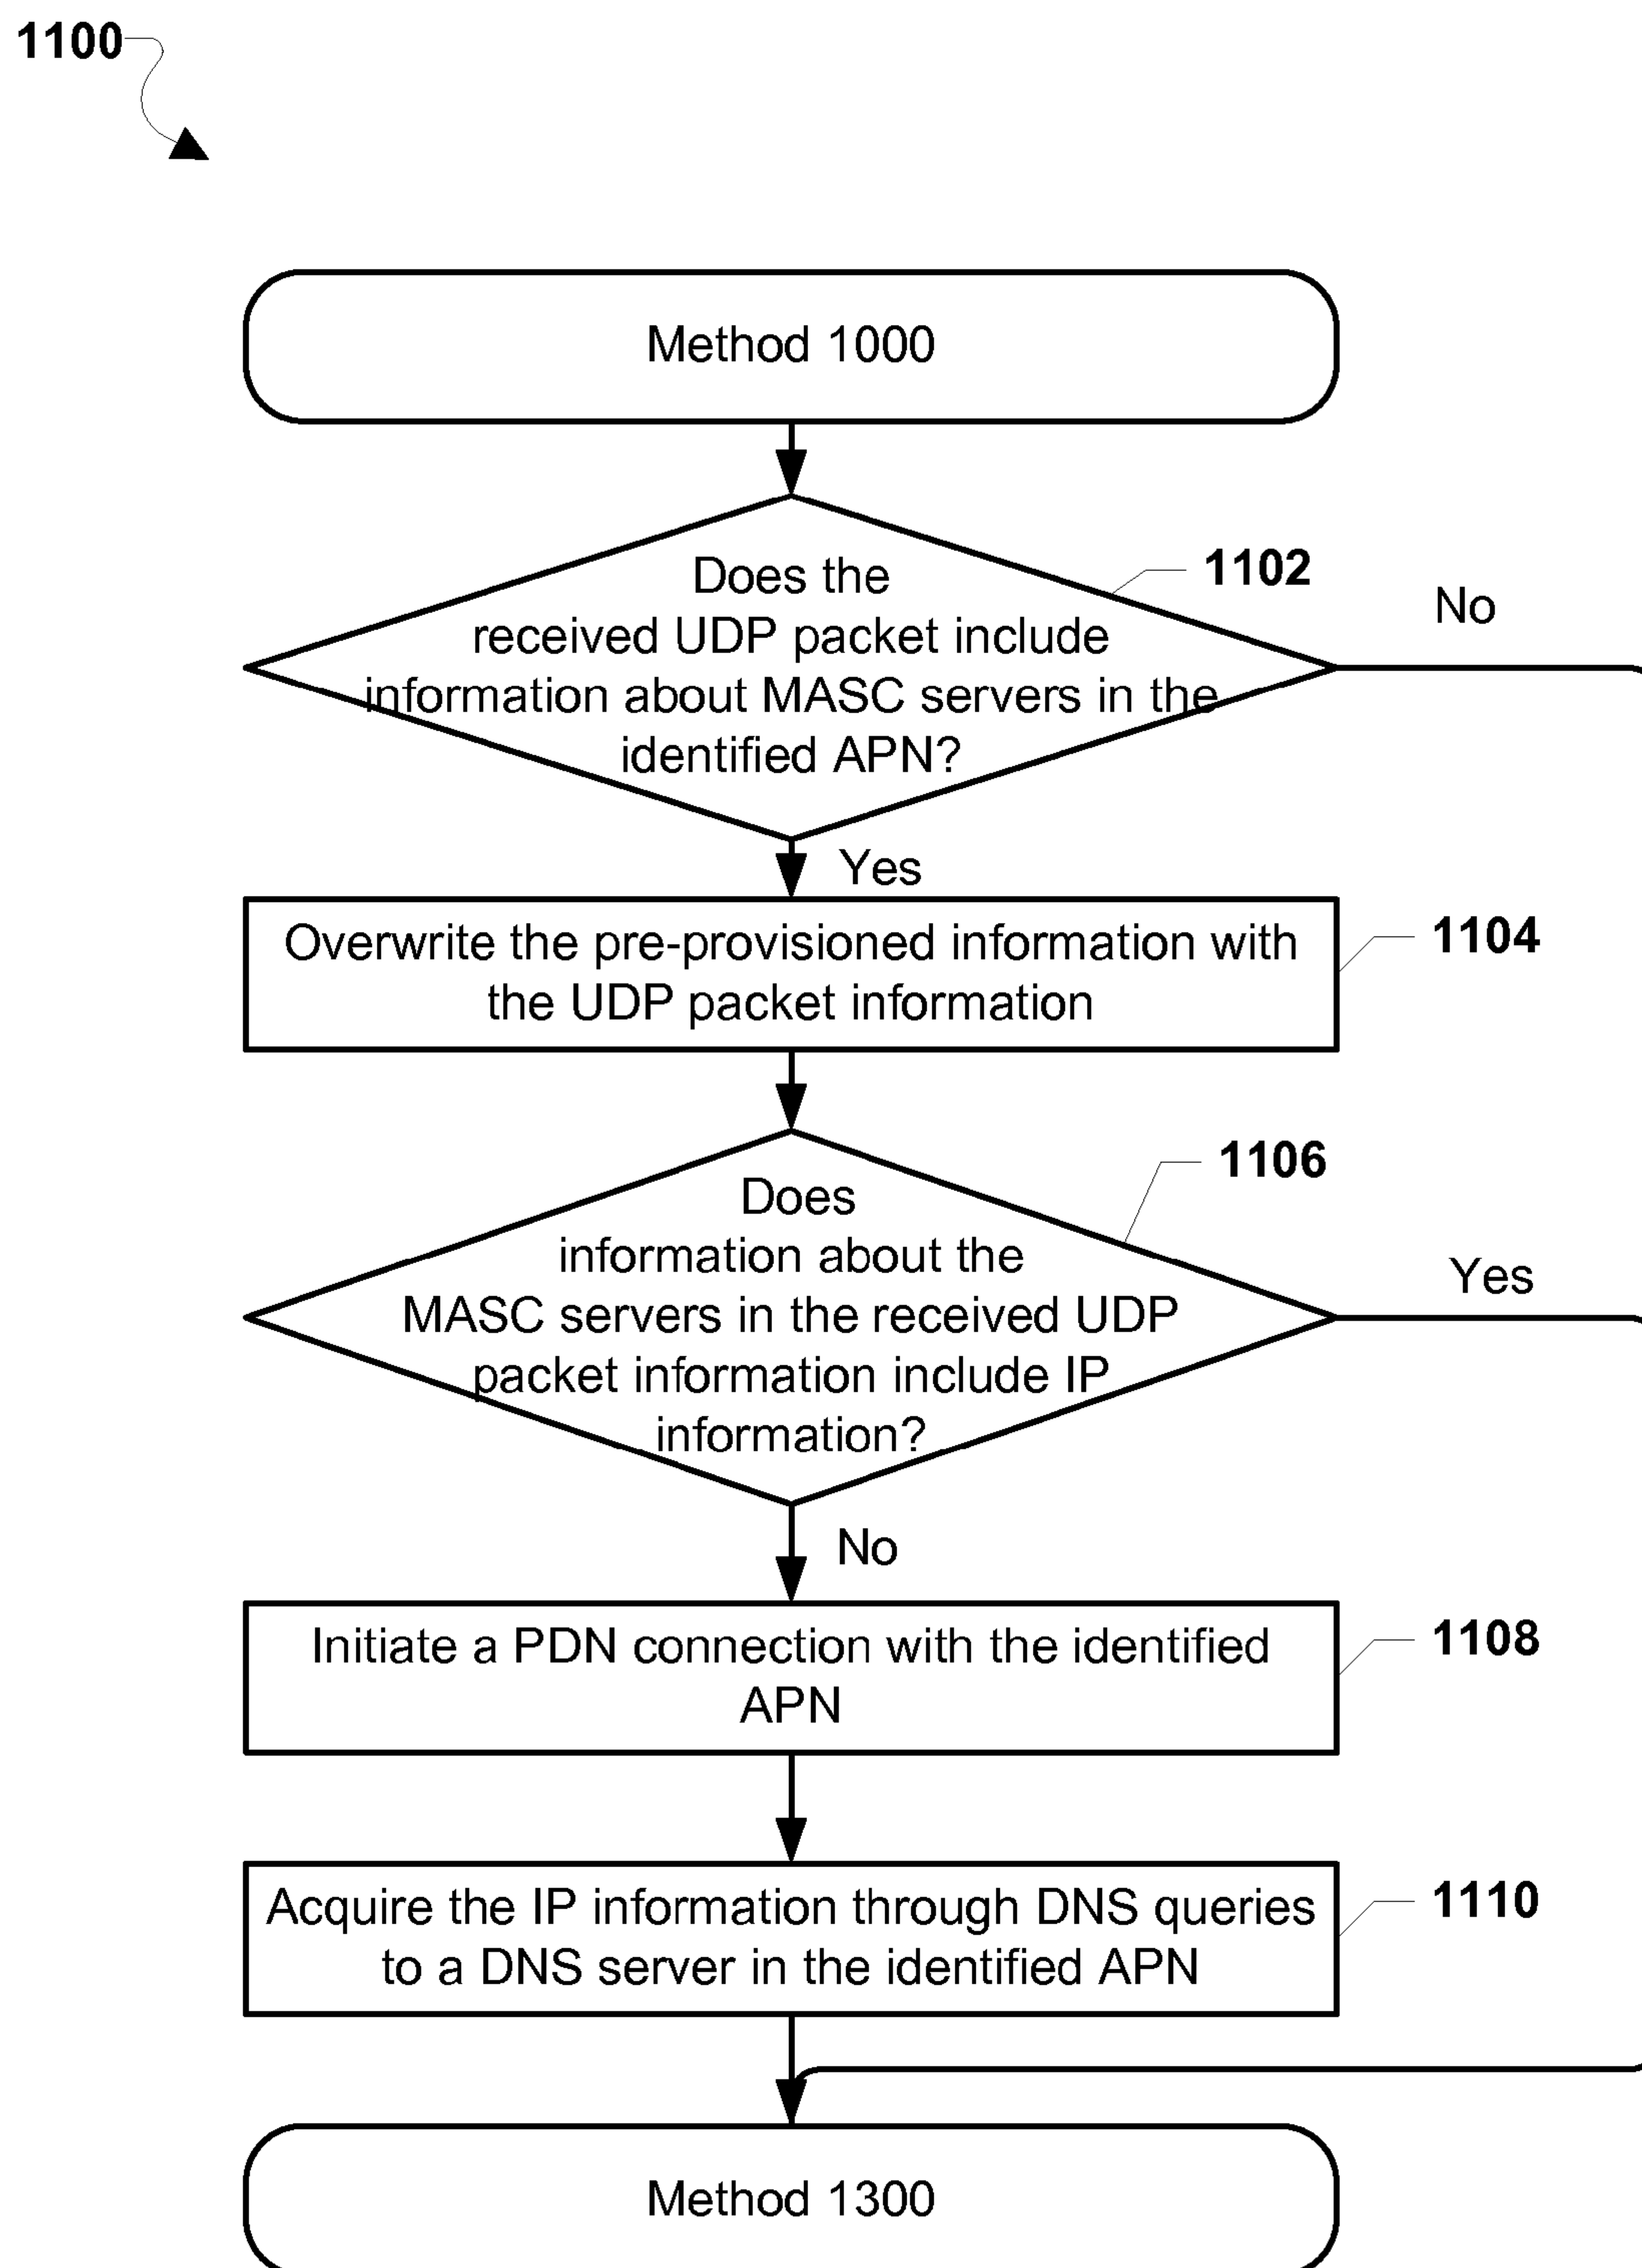 1100
Method 1000
Does the
received UDP packet include
information about MASC servers in the
identified APN?
1102
No
Yes
Overwrite the pre-provisioned information with
the UDP packet information
1104
Does
information about the
MASC servers in the received UDP
packet information include IP
information?
1106
Yes
No
Initiate a PDN connection with the identified
APN
1108
Acquire the IP information through DNS queries
to a DNS server in the identified APN
1110
Method 1300